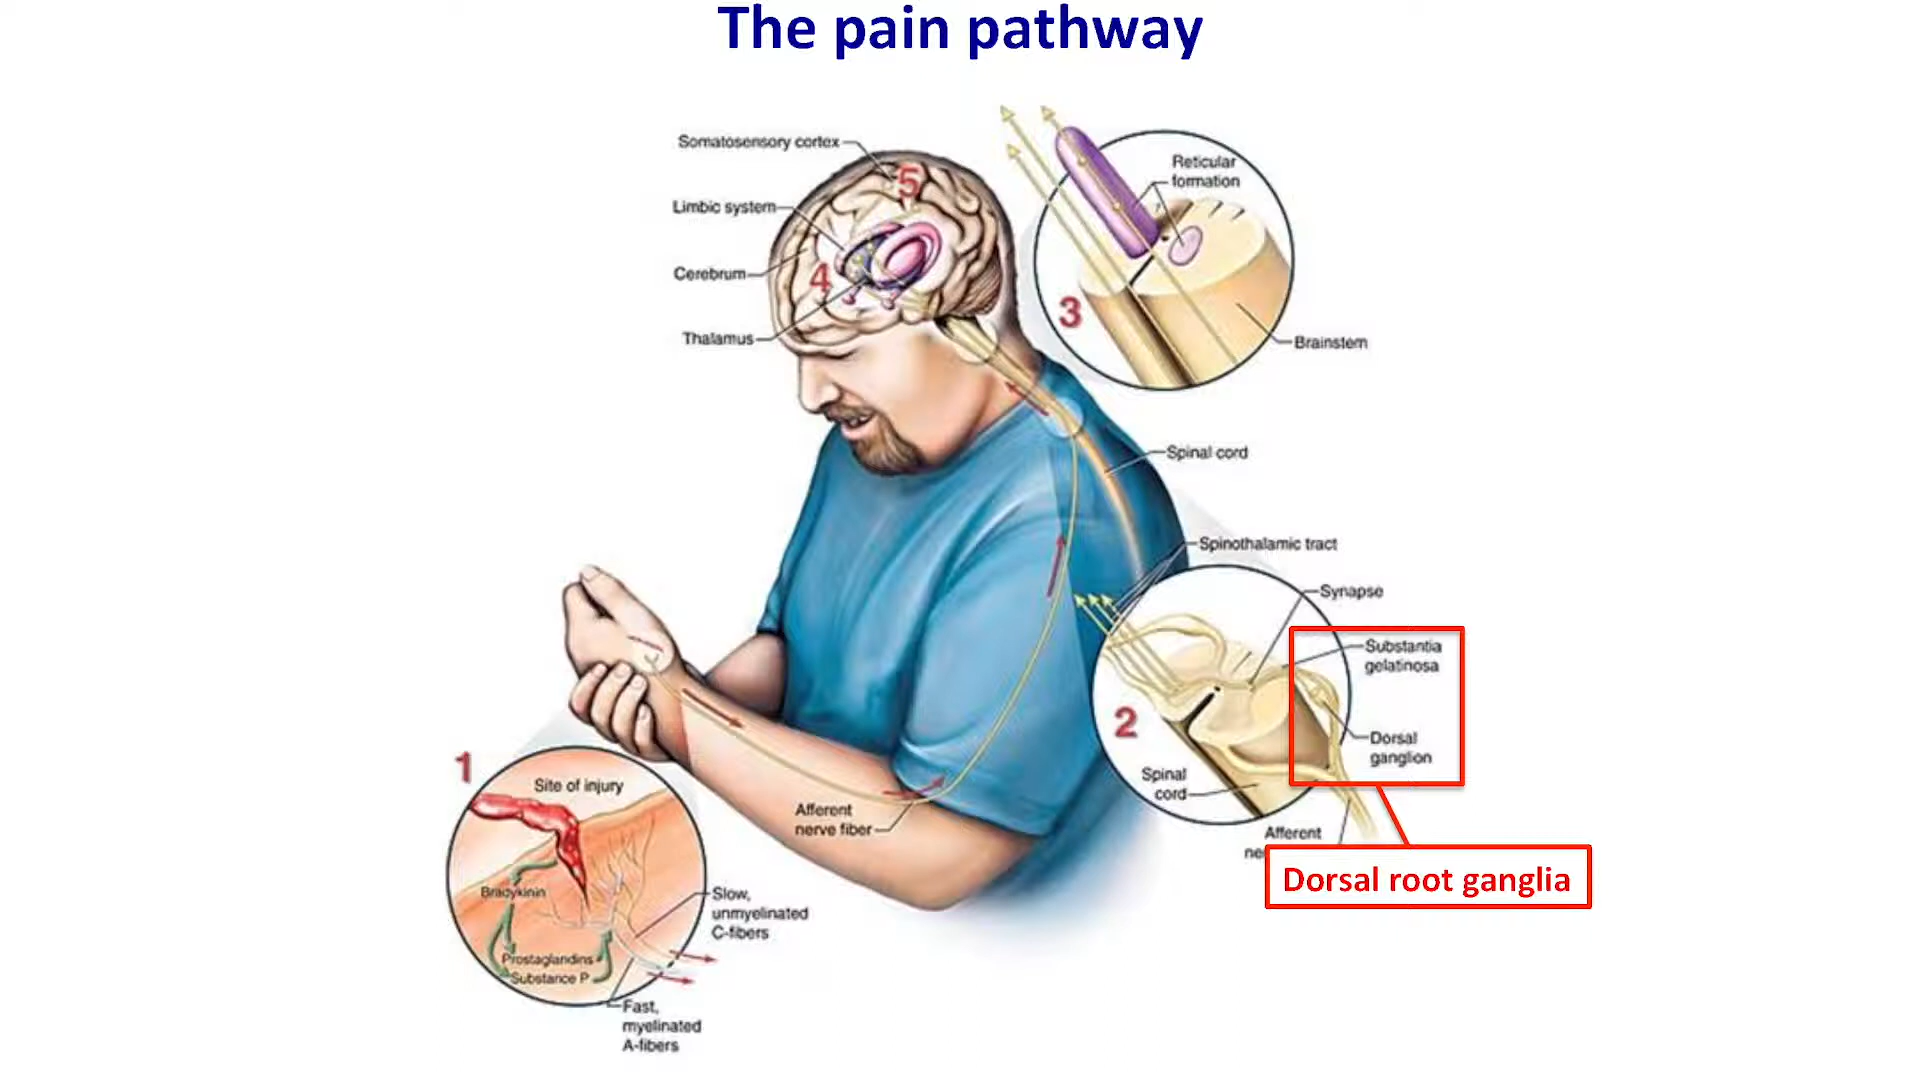 The pain pathway
Somatosensory cortex
Limbic system
Cerebrum
Thalamus
5
4
Reticular
formation
3
Brainstem
Spinal cord
Spinothalamic tract
Synapse
Substantia
gelatinosa
2
Dorsal
ganglion
Spinal
cord
Afferent
Dorsal root ganglia
1
Site of injury
Bradykinin
Prostaglandins
Substance P
Afferent
nerve fiber
Slow,
unmyelinated
C-fibers
Fast,
myelinated
A-fibers